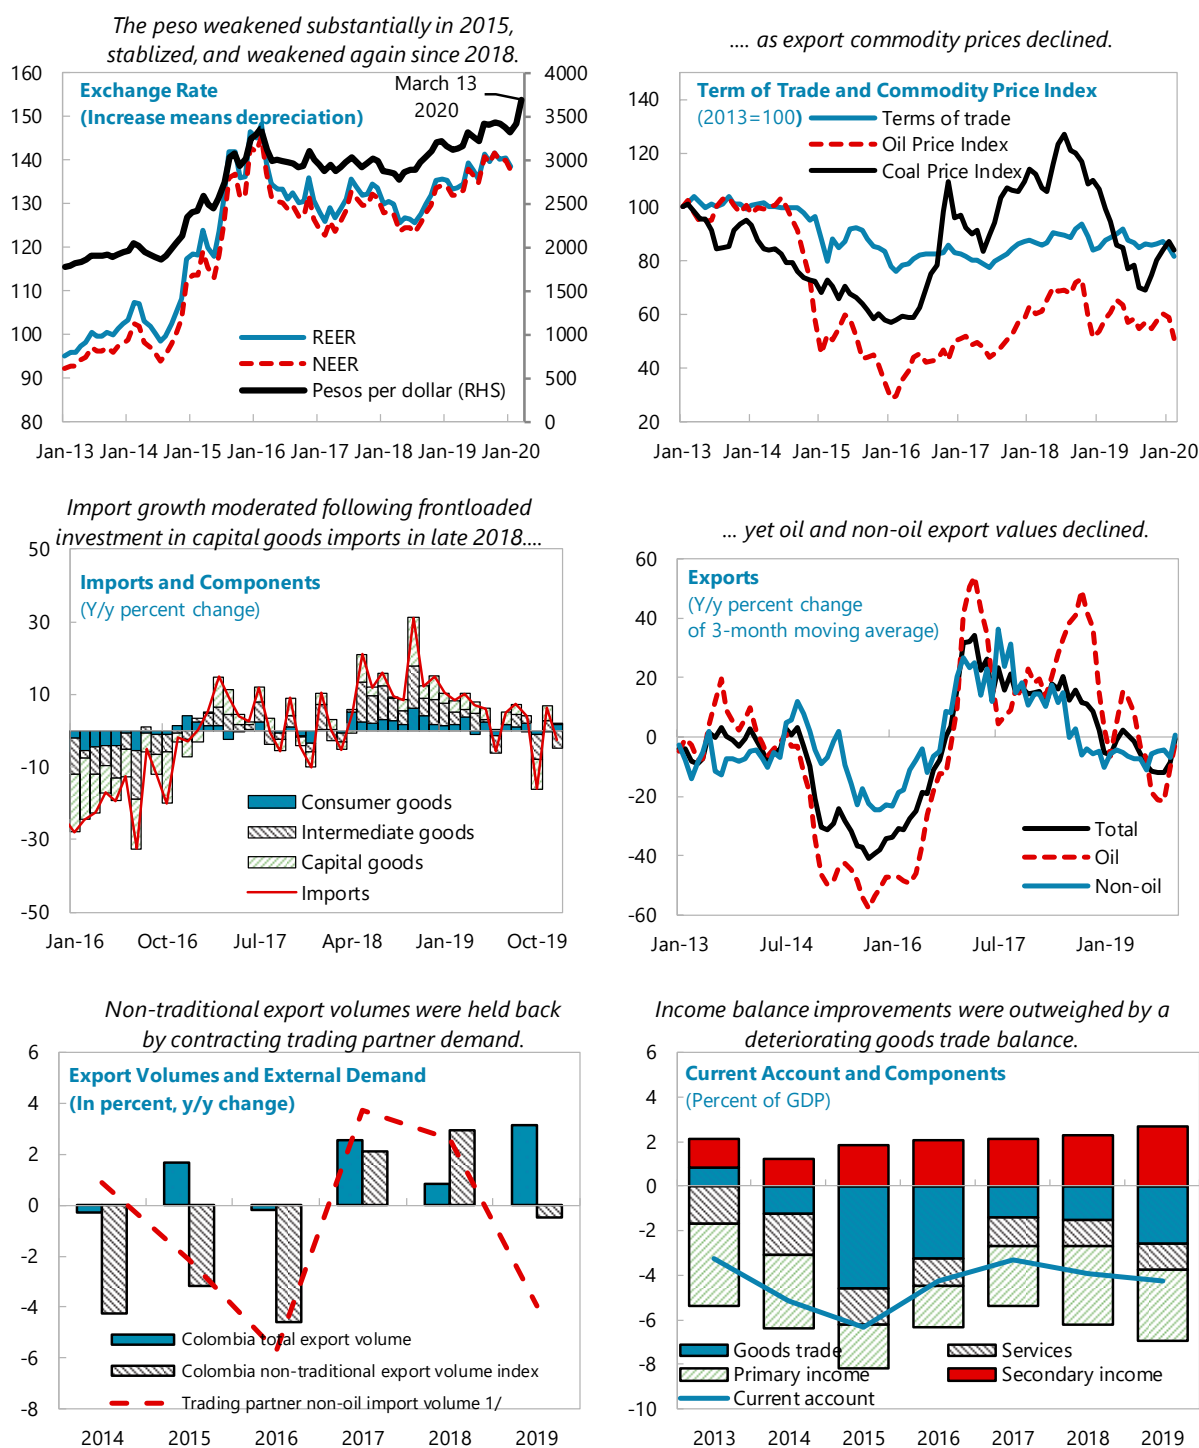 The peso weakened substantially in 2015,
stablized, and weakened again since 2018.
160
150
140
130
120
110
100
90
80
4000
3500
3000
2500
2000
1500
1000
500
0
Exchange Rate
(Increase means depreciation)
March 13
2020
REER
NEER
Pesos per dollar (RHS)
Jan-13 Jan-14 Jan-15 Jan-16 Jan-17 Jan-18 Jan-19 Jan-20
.... as export commodity prices declined.
140
120
100
80
60
40
20
Term of Trade and Commodity Price Index
(2013=100)
Terms of trade
Oil Price Index
Coal Price Index
Jan-13 Jan-14 Jan-15 Jan-16 Jan-17 Jan-18 Jan-19 Jan-20
Import growth moderated following frontloaded
investment in capital goods imports in late 2018....
50
30
10
-10
-30
-50
Imports and Components
(Y/y percent change)
Consumer goods
Intermediate goods
Capital goods
Imports
Jan-16 Oct-16 Jul-17 Apr-18 Jan-19 Oct-19
... yet oil and non-oil export values declined.
60
40
20
0
-20
-40
-60
Exports
(Y/y percent change
of 3-month moving average)
Total
Oil
Non-oil
Jan-13 Jul-14 Jan-16 Jul-17 Jan-19
Non-traditional export volumes were held back
by contracting trading partner demand.
6
4
2
0
-2
-4
-6
-8
Export Volumes and External Demand
(In percent, y/y change)
Colombia total export volume
Colombia non-traditional export volume index
Trading partner non-oil import volume 1/
2014 2015 2016 2017 2018 2019
Income balance improvements were outweighed by a
deteriorating goods trade balance.
6
4
2
0
-2
-4
-6
-8
-10
Current Account and Components
(Percent of GDP)
Goods trade
Services
Primary income
Secondary income
Current account
2013 2014 2015 2016 2017 2018 2019